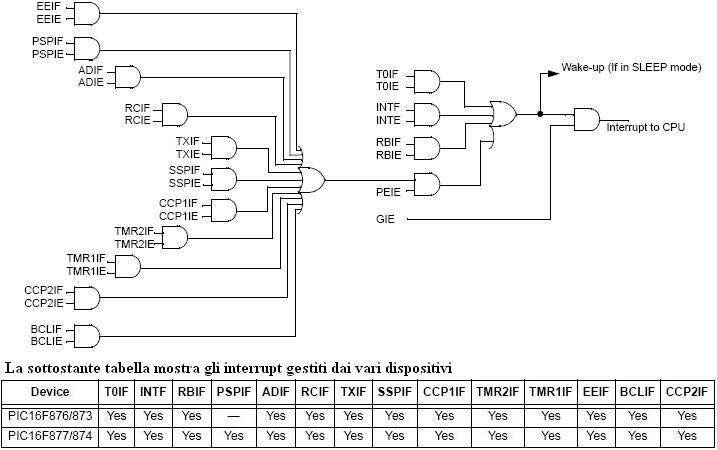 EEIF
EEIE
PSPIF
PSPIE
ADIF
ADIE
RCIF
RCIE
TXIF
TXIE
SSPIF
SSPIE
CCP1IF
CCP1IE
TMR2IF
TMR2IE
TMR1IF
TMR1IE
CCP2IF
CCP2IE
BCLIF
BCLIE
T0IF
T0IE
INTF
INTE
RBIF
RBIE
PEIE
GIE
Wake-up (If in SLEEP mode)
Interrupt to CPU
La sottostante tabella mostra gli interrupt gestiti dai vari dispositivi
Device T0IF INTF RBIF PSPIF ADIF RCIF TXIF SSPIF CCP1IF TMR2IF TMR1IF EEIF BCLIF CCP2IF
PIC16F876/873 Yes Yes Yes — Yes Yes Yes Yes Yes Yes Yes Yes Yes Yes
PIC16F877/874 Yes Yes Yes Yes Yes Yes Yes Yes Yes Yes Yes Yes Yes Yes